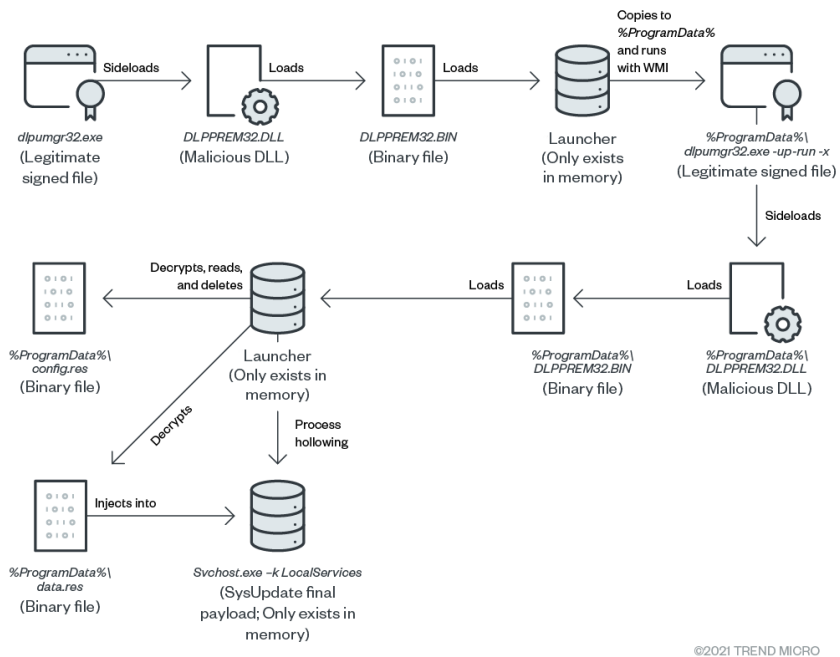 Copies to
%ProgramData%
and runs
with WMI
Sideloads
Loads
Loads
dlpumgr32.exe
(Legitimate
signed file)
DLPPREM32.DLL
(Malicious DLL)
DLPPREM32.BIN
(Binary file)
Launcher
(Only exists
in memory)
%ProgramData%\
dlpumgr32.exe -up-run -x
(Legitimate signed file)
Sideloads
Decrypts, reads,
and deletes
Loads
Loads
%ProgramData%\
config.res
(Binary file)
Launcher
(Only exists in
memory)
%ProgramData%\
DLPPREM32.BIN
(Binary file)
%ProgramData%\
DLPPREM32.DLL
(Malicious DLL)
Decrypts
Process
hollowing
Injects into
%ProgramData%\
data.res
(Binary file)
Svchost.exe –k LocalServices
(SysUpdate final
payload; Only exists in
memory)
©2021 TREND MICRO